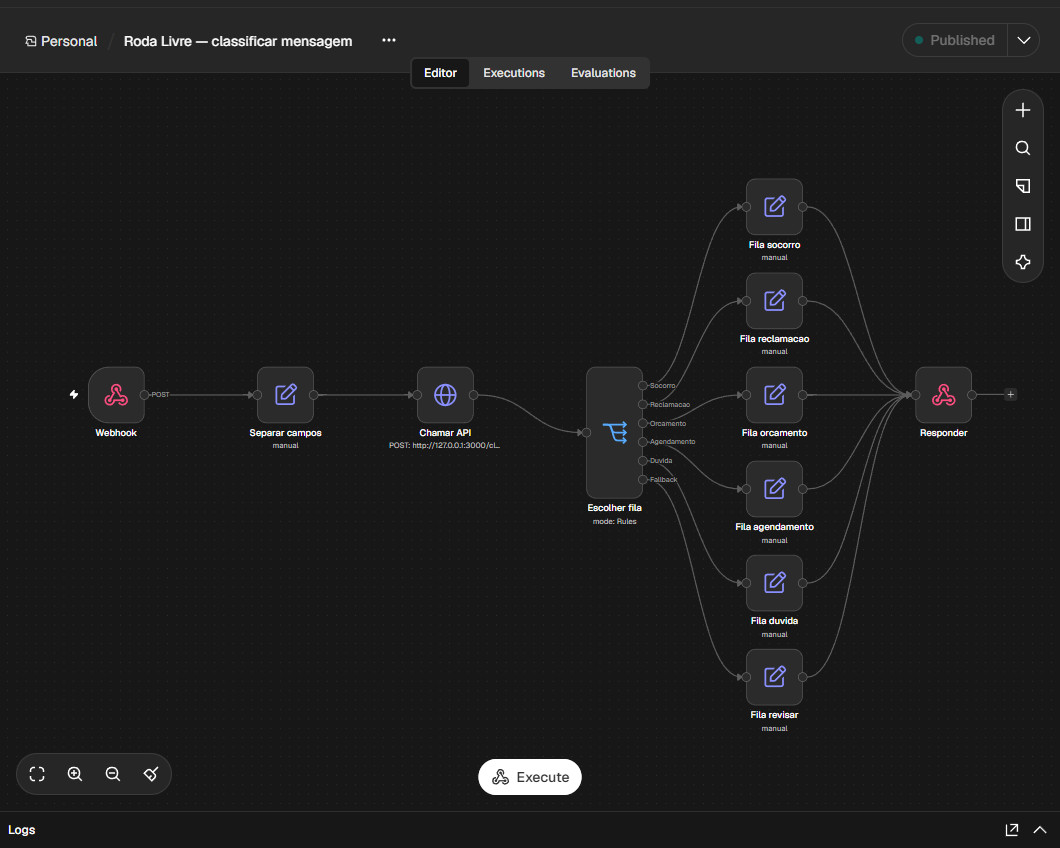 Personal / Roda Livre — classificar mensagem ...
Published
Editor Executions Evaluations
Fila socorro
manual
Fila reclamacao
manual
POST
Webhook
Separar campos
manual
Chamar API
POST: http://127.0.0.1:3000/cl...
Socorro
Reclamacao
Orcamento
Agendamento
Duvida
Fallback
Escolher fila
mode: Rules
Fila orcamento
manual
Responder
Fila agendamento
manual
Fila duvida
manual
Fila revisar
manual
Execute
Logs